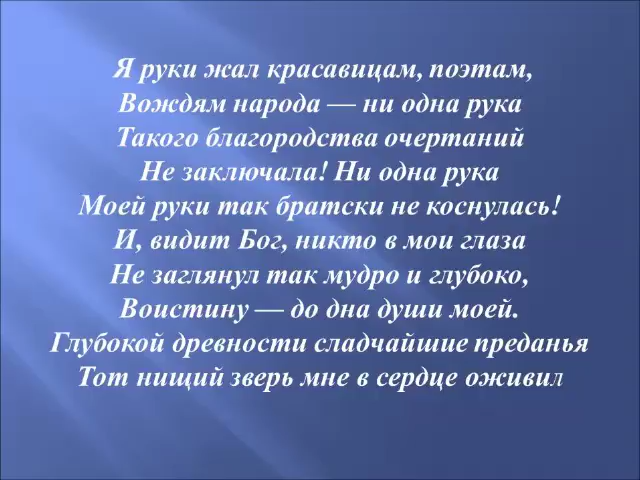 Я руки жал красавицам, поэтам,
Вождям народа — ни одна рука
Такого благородства очертаний
Не заключала! Ни одна рука
Моей руки так братски не коснулась!
И, видит Бог, никто в мои глаза
Не заглянул так мудро и глубоко,
Воистину — до дна души моей.
Глубокой древности сладчайшие преданья
Тот нищий зверь мне в сердце оживил